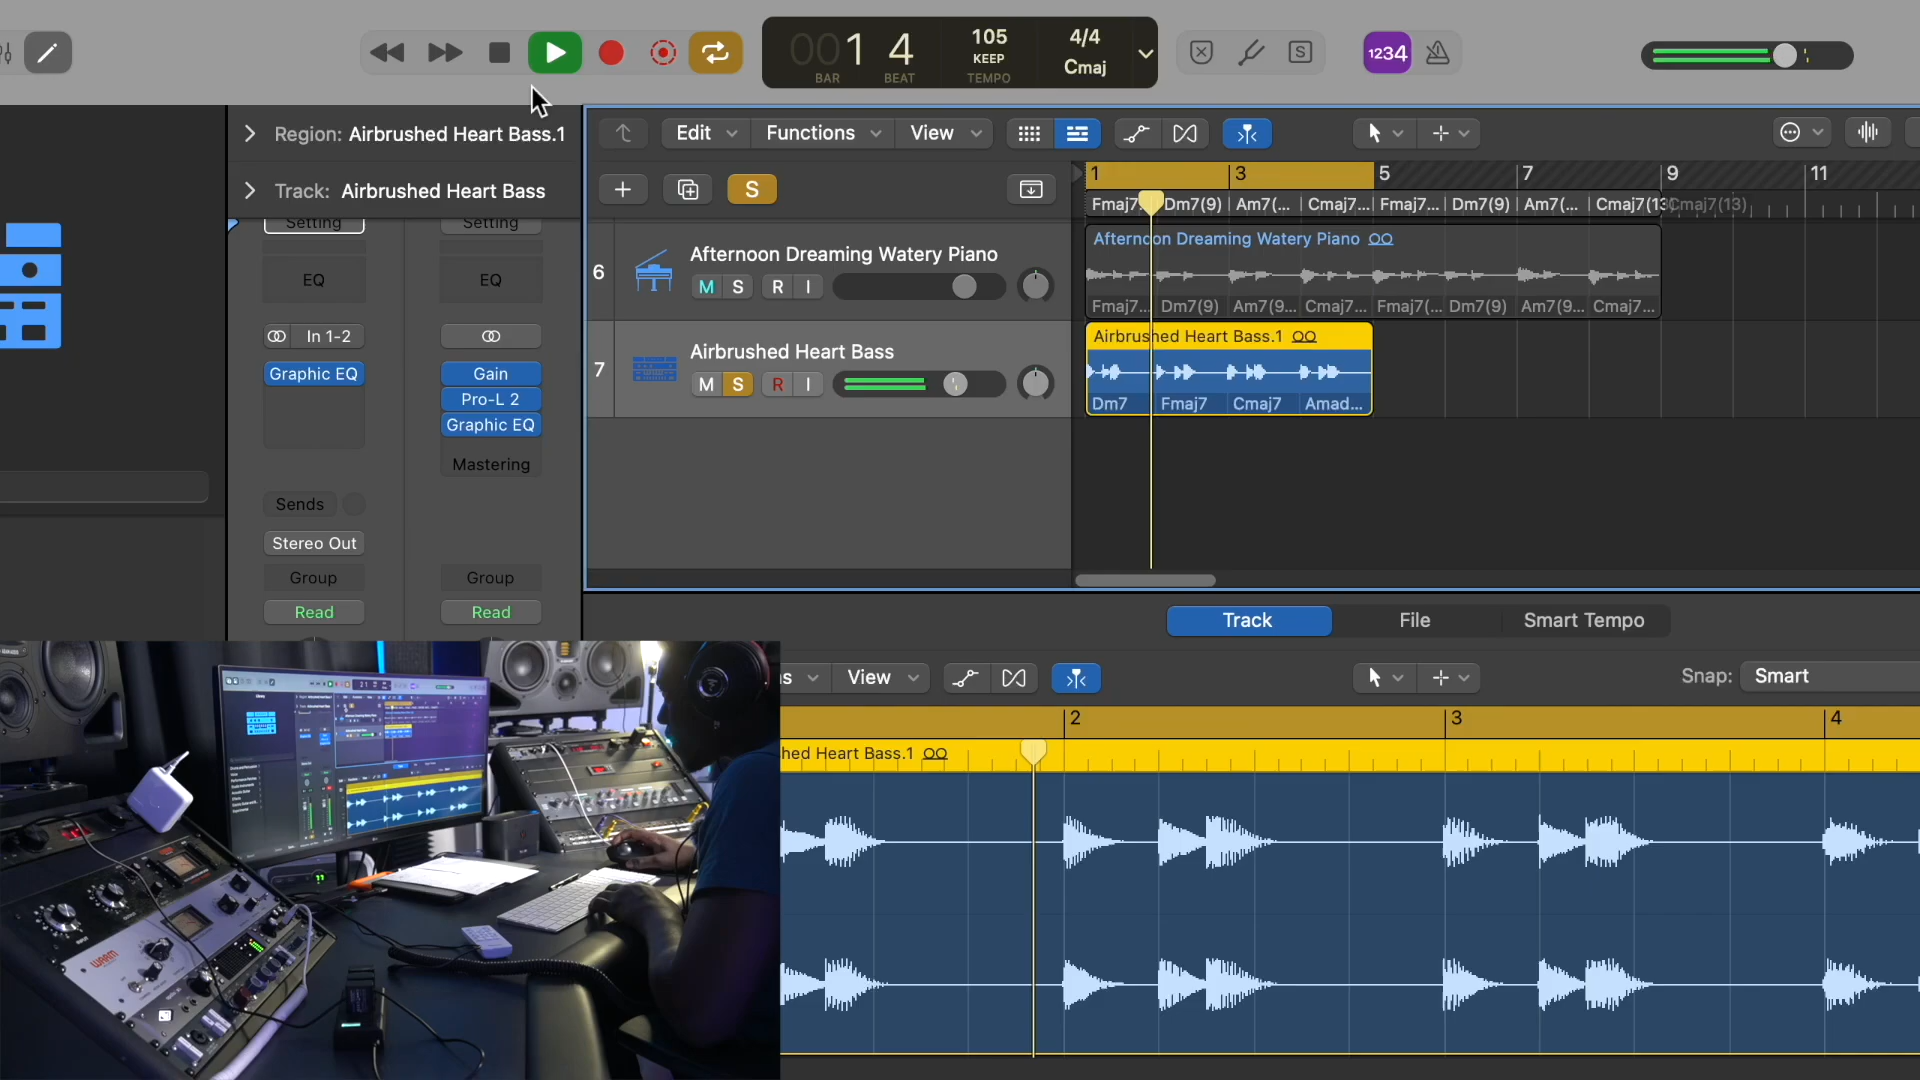 001 4
BAR BEAT
105
KEEP
TEMPO
4/4
Cmaj
S
1234
Region: Airbrushed Heart Bass.1
Track: Airbrushed Heart Bass
Edit Functions View
S
1 3 5 7 9 11
Fmaj7... Dm7(9) Am7(... Cmaj7... Fmaj7... Dm7(9) Am7(... Cmaj7(13) Cmaj7(13)
Setting Setting
EQ EQ
In 1-2
Graphic EQ Gain
Pro-L 2
Graphic EQ
Mastering
Sends
Stereo Out
Group Group
Read Read
6
Afternoon Dreaming Watery Piano
M S R I
7
Airbrushed Heart Bass
M S R I
Afternoon Dreaming Watery Piano
Fmaj7... Dm7(9) Am7(9... Cmaj7... Fmaj7(... Dm7(9) Am7(9... Cmaj7...
Airbrushed Heart Bass.1
Dm7 Fmaj7 Cmaj7 Amad...
Track File Smart Tempo
s View
Snap: Smart
2 3 4
hed Heart Bass.1
WARM